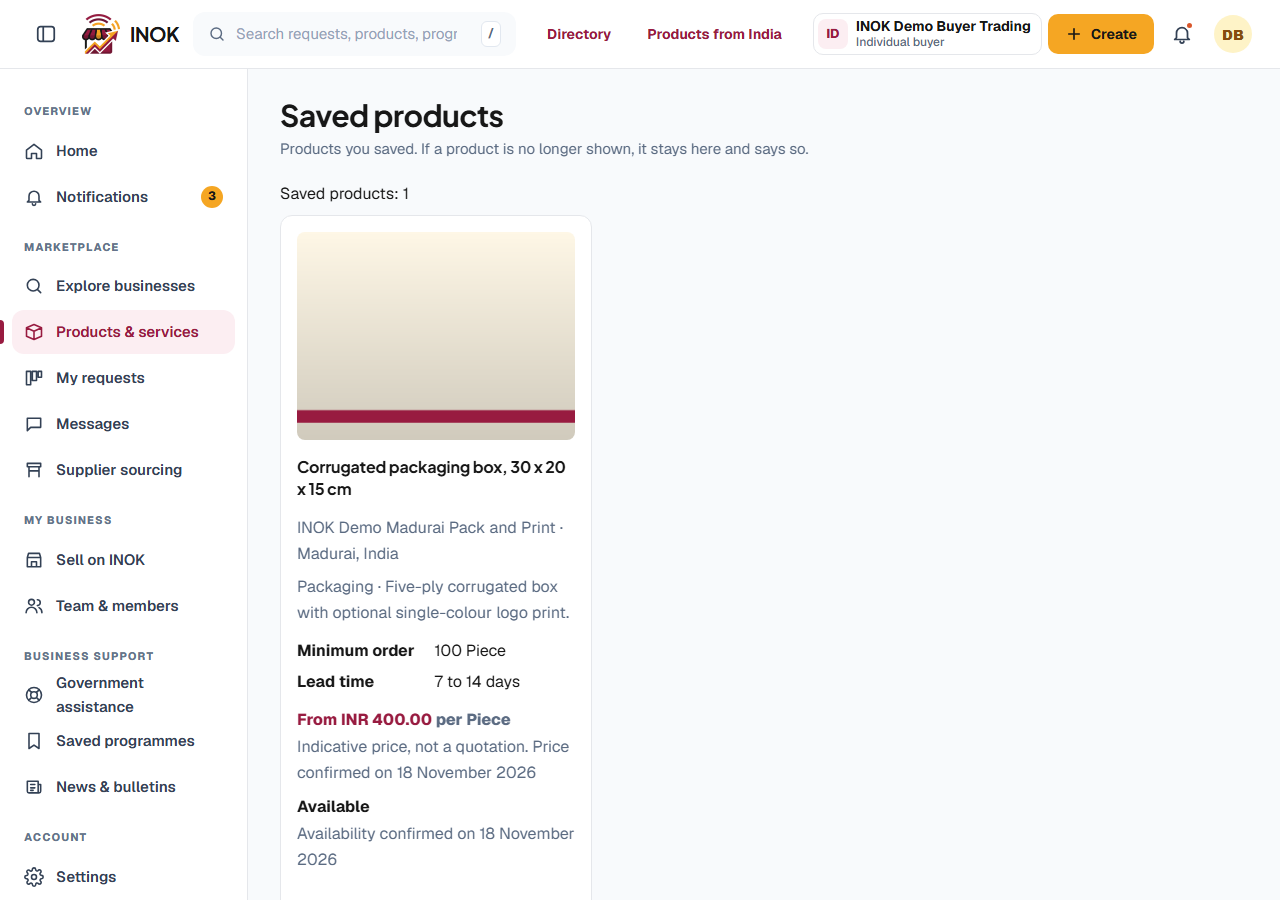 INOK
Search requests, products, progr
/
Directory
Products from India
ID
INOK Demo Buyer Trading
Individual buyer
Create
DB
OVERVIEW
Home
Notifications
3
MARKETPLACE
Explore businesses
Products & services
My requests
Messages
Supplier sourcing
MY BUSINESS
Sell on INOK
Team & members
BUSINESS SUPPORT
Government
assistance
Saved programmes
News & bulletins
ACCOUNT
Settings
Saved products
Products you saved. If a product is no longer shown, it stays here and says so.
Saved products: 1
Corrugated packaging box, 30 x 20
x 15 cm
INOK Demo Madurai Pack and Print ·
Madurai, India
Packaging · Five-ply corrugated box
with optional single-colour logo print.
Minimum order 100 Piece
Lead time 7 to 14 days
From INR 400.00 per Piece
Indicative price, not a quotation. Price
confirmed on 18 November 2026
Available
Availability confirmed on 18 November
2026